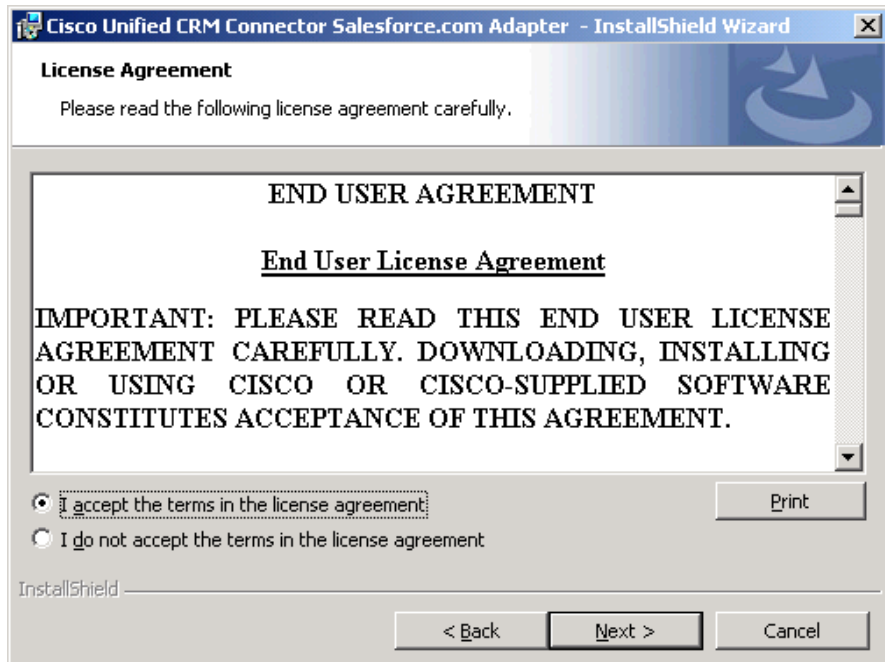 Cisco Unified CRM Connector Salesforce.com Adapter - InstallShield Wizard
License Agreement
Please read the following license agreement carefully.
END USER AGREEMENT
End User License Agreement
IMPORTANT: PLEASE READ THIS END USER LICENSE
AGREEMENT CAREFULLY. DOWNLOADING, INSTALLING
OR USING CISCO OR CISCO-SUPPLIED SOFTWARE
CONSTITUTES ACCEPTANCE OF THIS AGREEMENT.
I accept the terms in the license agreement
Print
I do not accept the terms in the license agreement
InstallShield
< Back Next > Cancel